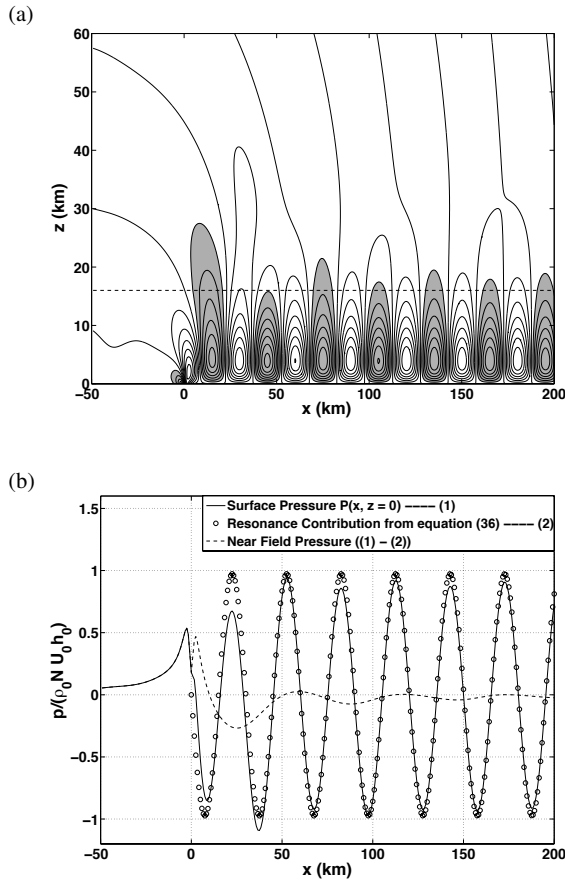 (a)
60
50
40
30
20
10
0
z (km)
−50 0 50 100 150 200
x (km)
(b)
1.5
1
0.5
0
−0.5
−1
p/(ρ0N U0h0)
Surface Pressure P(x, z = 0) −−−− (1)
Resonance Contribution from equation (36) −−−− (2)
Near Field Pressure ((1) − (2))
−50 0 50 100 150 200
x (km)